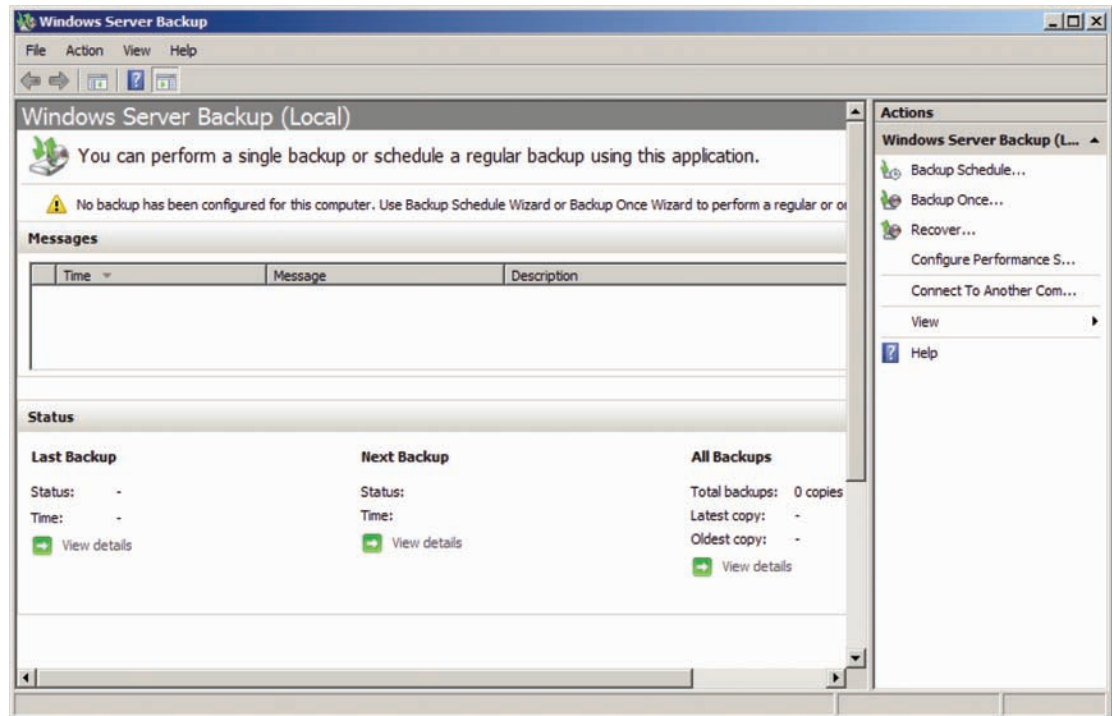 Windows Server Backup
File Action View Help
Windows Server Backup (Local)
You can perform a single backup or schedule a regular backup using this application.
No backup has been configured for this computer. Use Backup Schedule Wizard or Backup Once Wizard to perform a regular or
Messages
Time Message Description
Status
Last Backup Next Backup All Backups
Status: - Status: Total backups: 0 copies
Time: - Time: Latest copy: -
View details View details Oldest copy: -
View details
Actions
Windows Server Backup (L...
Backup Schedule...
Backup Once...
Recover...
Configure Performance S...
Connect To Another Com...
View
Help